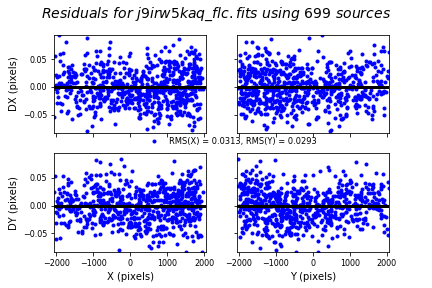 Residuals for j9irw5kaq_flc.fits using 699 sources
DX (pixels)
0.05
0.00
−0.05
RMS(X) = 0.0313, RMS(Y) = 0.0293
DY (pixels)
0.05
0.00
−0.05
−2000 −1000 0 1000 2000
−2000 −1000 0 1000 2000
X (pixels)
Y (pixels)